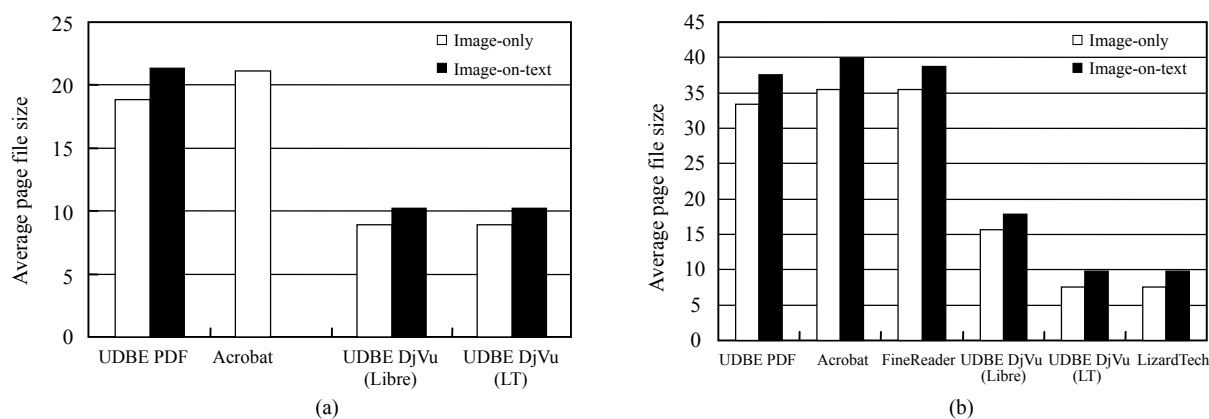 25
20
15
10
5
0
Average page file size
Image-only
Image-on-text
UDBE PDF
Acrobat
UDBE DjVu
(Libre)
UDBE DjVu
(LT)
(a)
45
40
35
30
25
20
15
10
5
0
Average page file size
Image-only
Image-on-text
UDBE PDF
Acrobat
FineReader
UDBE DjVu
(Libre)
UDBE DjVu
(LT)
LizardTech
(b)